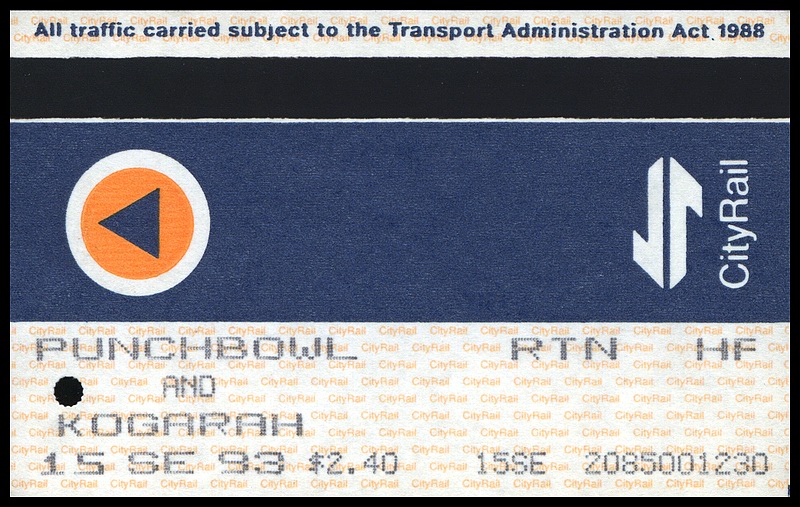 All traffic carried subject to the Transport Administration Act 1988
CityRail
PUNCHBOWL RTN HF
AND
KOGARAH
15 SE 93 $2.40 15SE 2085001230